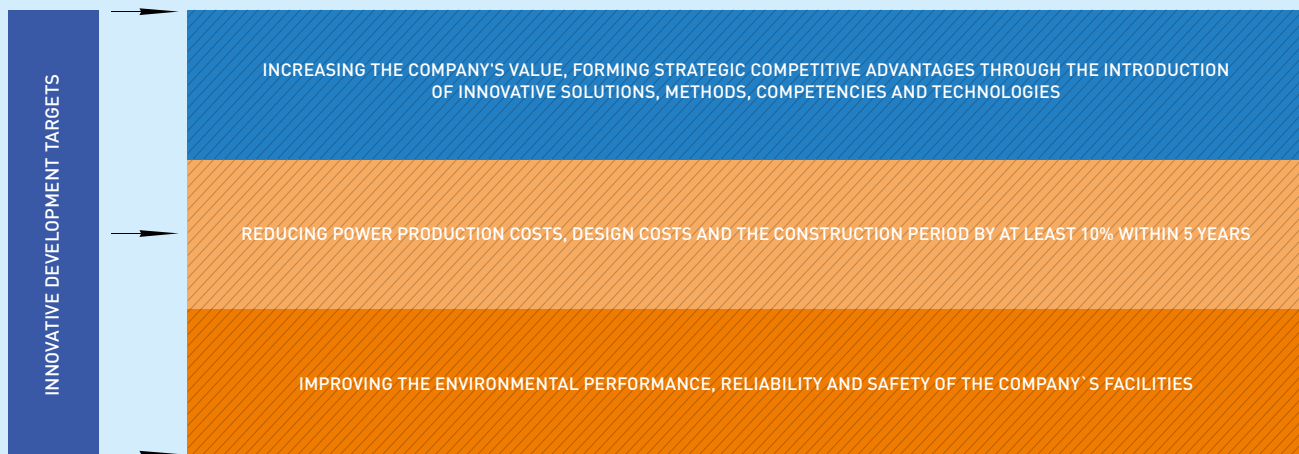 INNOVATIVE DEVELOPMENT TARGETS
INCREASING THE COMPANY'S VALUE, FORMING STRATEGIC COMPETITIVE ADVANTAGES THROUGH THE INTRODUCTION
OF INNOVATIVE SOLUTIONS, METHODS, COMPETENCIES AND TECHNOLOGIES
REDUCING POWER PRODUCTION COSTS, DESIGN COSTS AND THE CONSTRUCTION PERIOD BY AT LEAST 10% WITHIN 5 YEARS
IMPROVING THE ENVIRONMENTAL PERFORMANCE, RELIABILITY AND SAFETY OF THE COMPANY`S FACILITIES